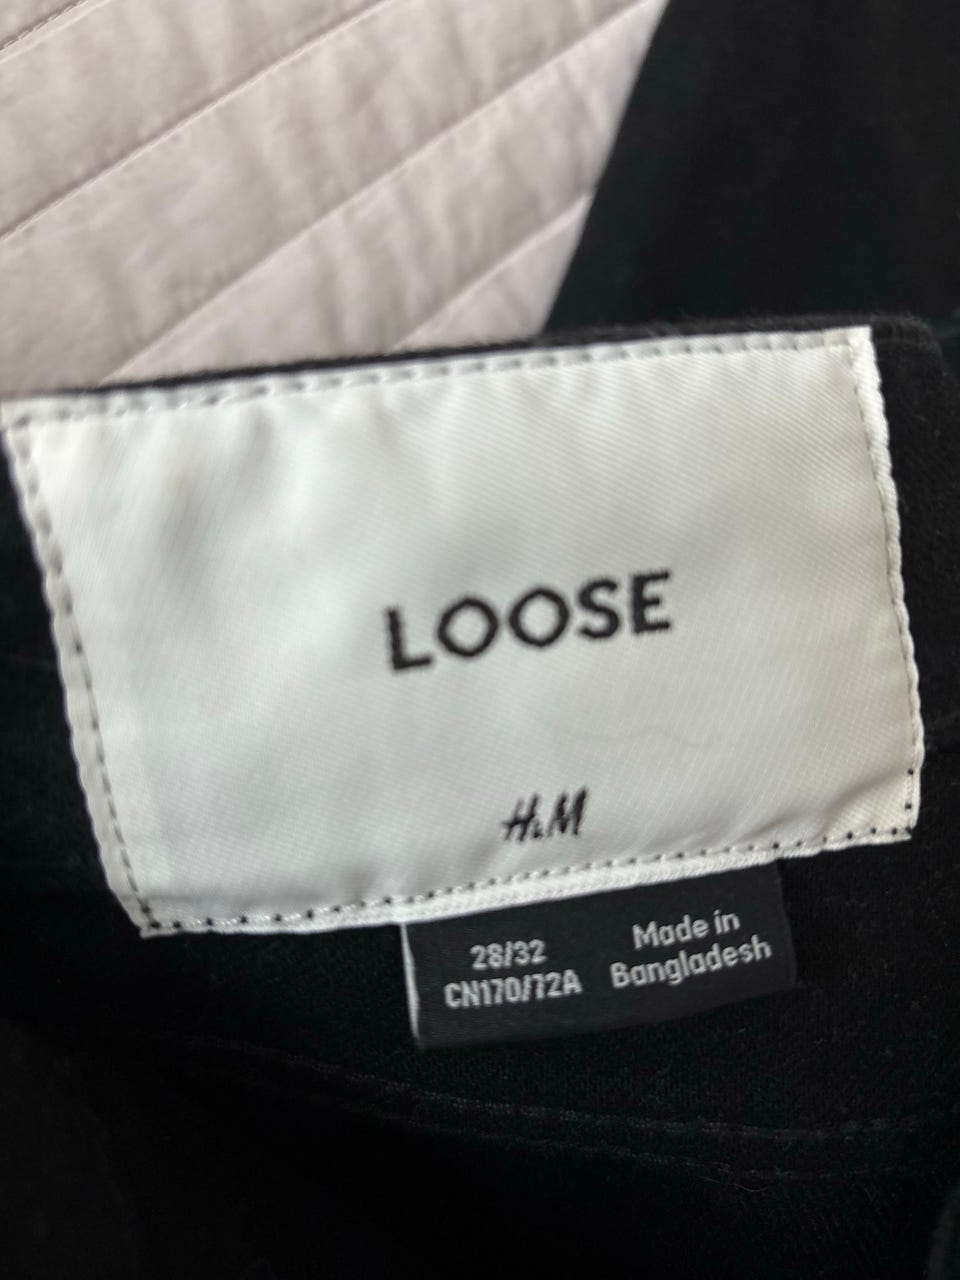 LOOSE
H&M
28/32
CN170/72A
Made in
Bangladesh